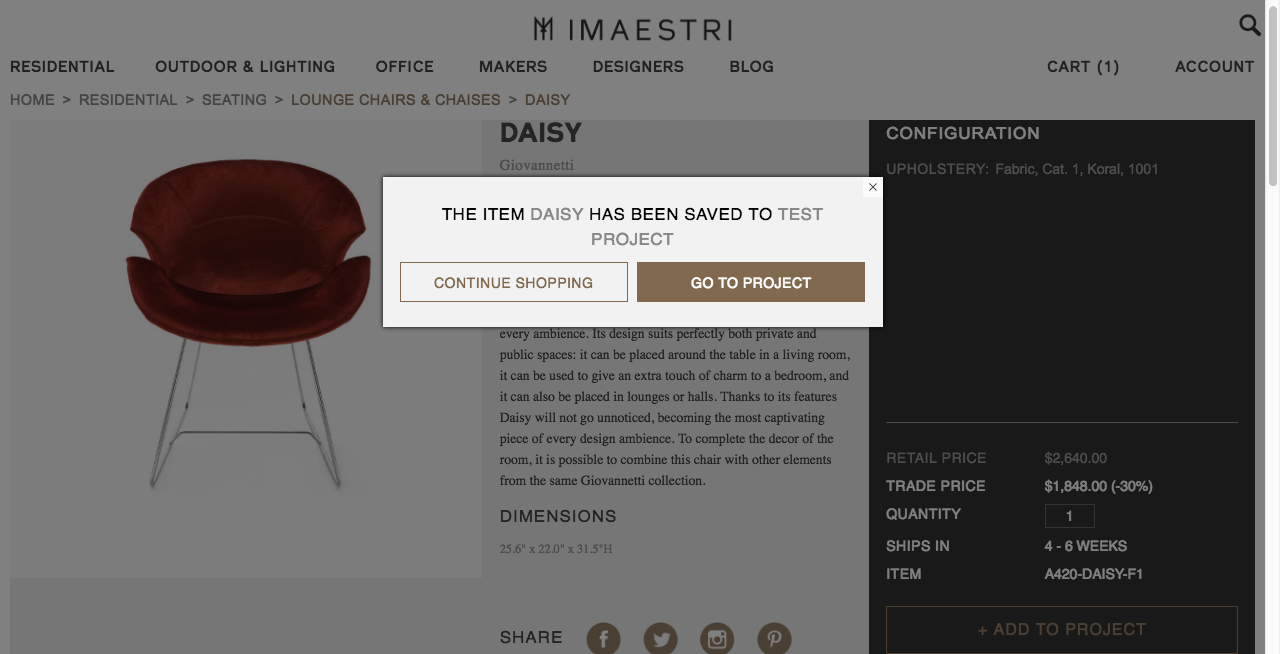 IMAESTRI
RESIDENTIAL OUTDOOR & LIGHTING OFFICE MAKERS DESIGNERS BLOG CART (1) ACCOUNT
HOME > RESIDENTIAL > SEATING > LOUNGE CHAIRS & CHAISES > DAISY
DAISY
Giovannetti
THE ITEM DAISY HAS BEEN SAVED TO TEST
PROJECT
CONTINUE SHOPPING GO TO PROJECT
every ambience. Its design suits perfectly both private and
public spaces: it can be placed around the table in a living room,
it can be used to give an extra touch of charm to a bedroom, and
it can also be placed in lounges or halls. Thanks to its features
Daisy will not go unnoticed, becoming the most captivating
piece of every design ambience. To complete the decor of the
room, it is possible to combine this chair with other elements
from the same Giovannetti collection.
DIMENSIONS
25.6" x 22.0" x 31.5"H
SHARE
CONFIGURATION
UPHOLSTERY: Fabric, Cat. 1, Koral, 1001
RETAIL PRICE $2,640.00
TRADE PRICE $1,848.00 (-30%)
QUANTITY 1
SHIPS IN 4 - 6 WEEKS
ITEM A420-DAISY-F1
+ ADD TO PROJECT